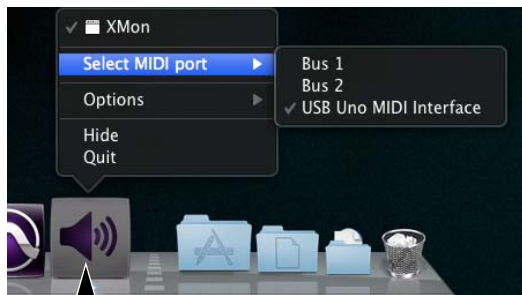 XMon
Select MIDI port
Options
Hide
Quit
Bus 1
Bus 2
USB Uno MIDI Interface